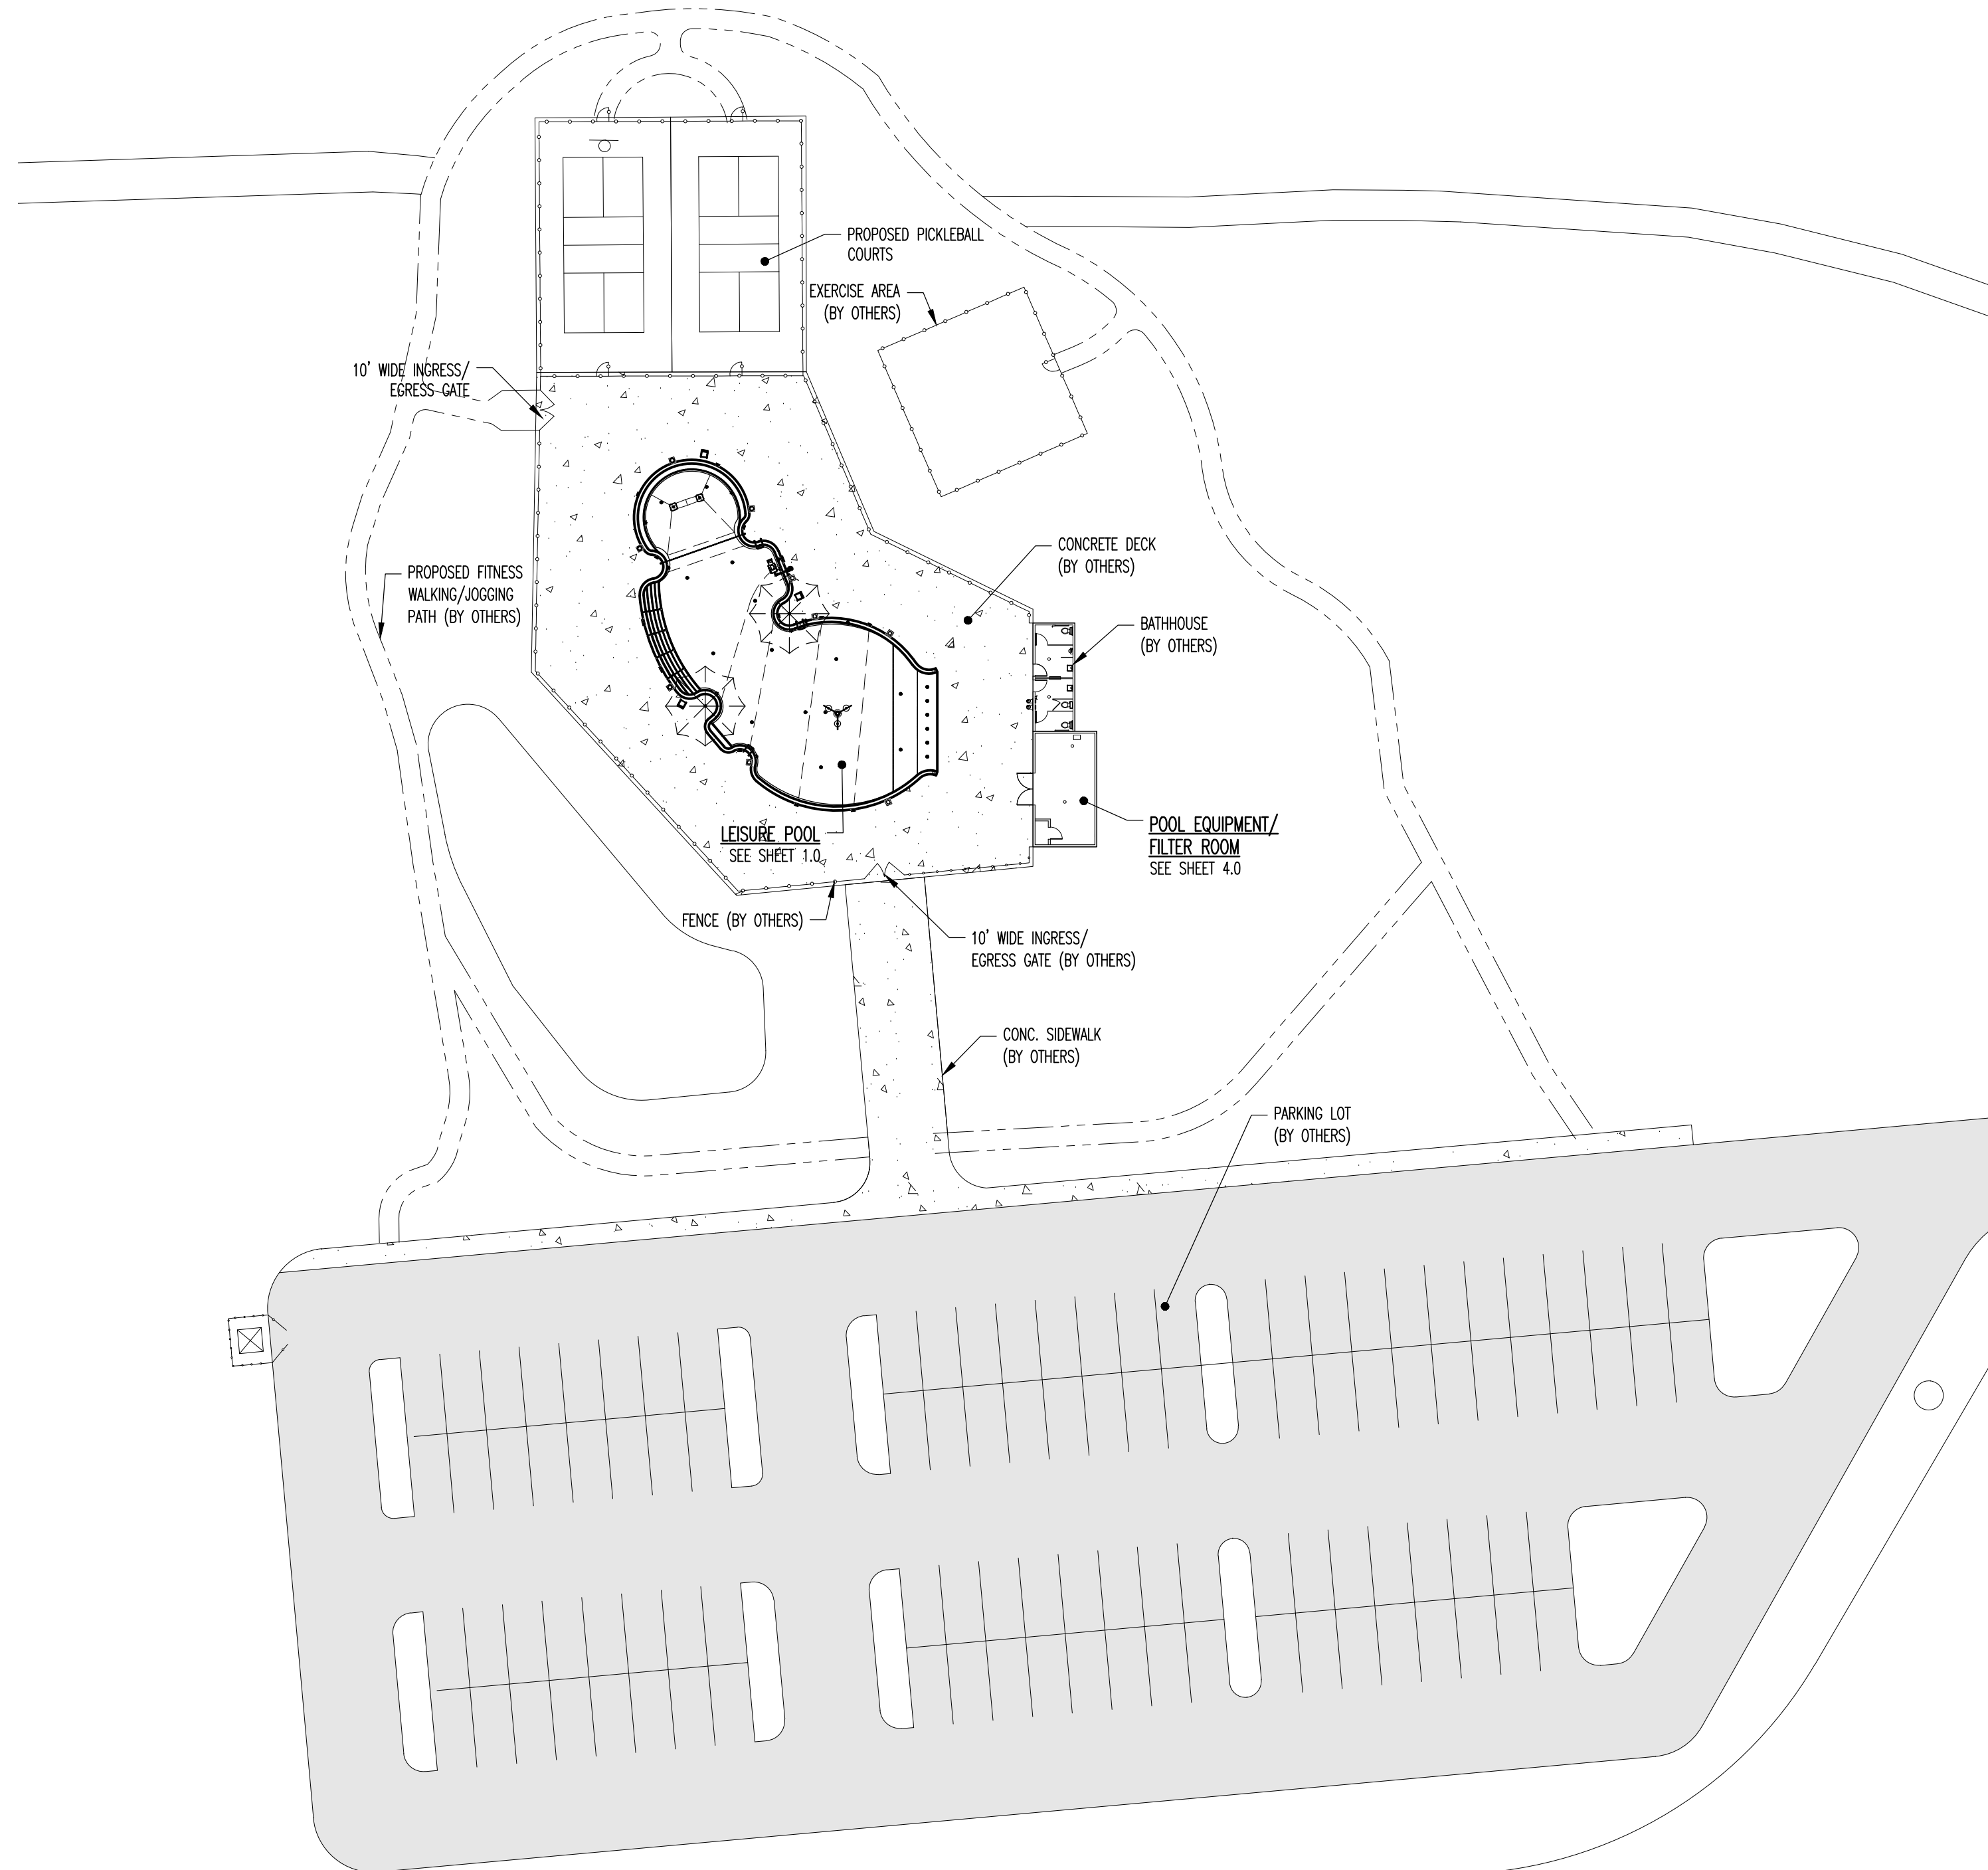 PROPOSED PICKLEBALL
COURTS
EXERCISE AREA
(BY OTHERS)
10' WIDE INGRESS/
EGRESS GATE
CONCRETE DECK
(BY OTHERS)
PROPOSED FITNESS
WALKING/JOGGING
PATH (BY OTHERS)
BATHHOUSE
(BY OTHERS)
LEISURE POOL
SEE SHEET 1.0
POOL EQUIPMENT/
FILTER ROOM
SEE SHEET 4.0
FENCE (BY OTHERS)
10' WIDE INGRESS/
EGRESS GATE (BY OTHERS)
CONC. SIDEWALK
(BY OTHERS)
PARKING LOT
(BY OTHERS)